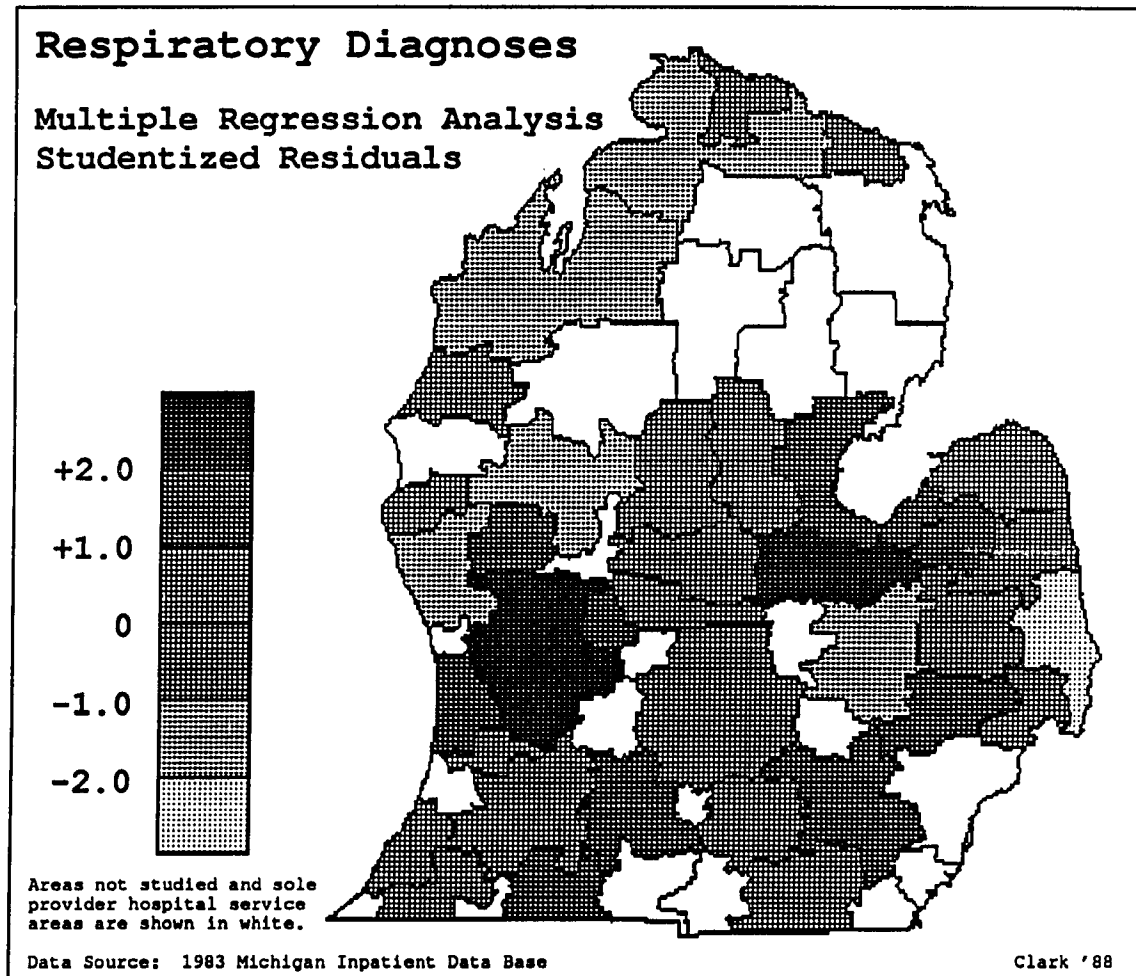 Respiratory Diagnoses
Multiple Regression Analysis
Studentized Residuals
+2.0
+1.0
0
-1.0
-2.0
Areas not studied and sole
provider hospital service
areas are shown in white.
Data Source: 1983 Michigan Inpatient Data Base
Clark '88